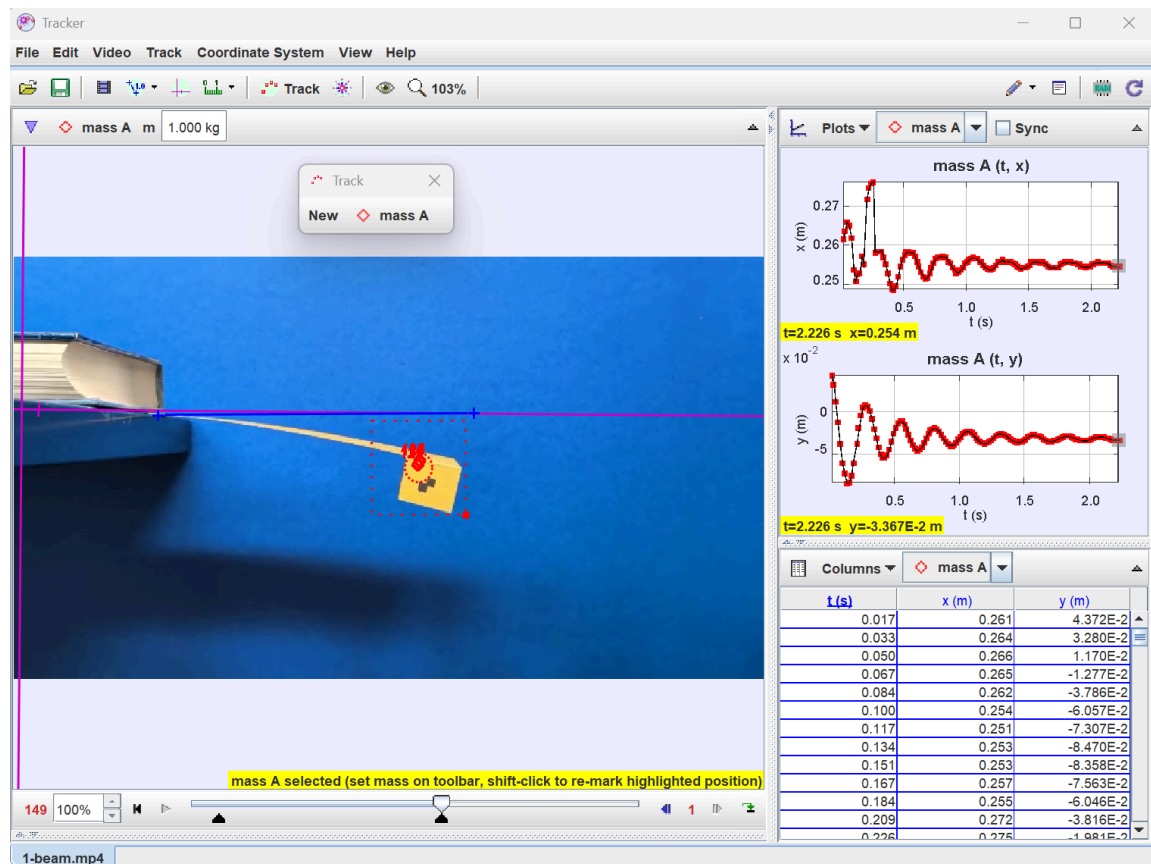 Tracker
File Edit Video Track Coordinate System View Help
Track 103%
mass A m 1.000 kg
Plots mass A Sync
Track
New mass A
mass A (t, x)
x (m)
0.27
0.26
0.25
0.5 1.0 1.5 2.0
t (s)
t=2.226 s x=0.254 m
x 10-2
mass A (t, y)
y (m)
0
-5
0.5 1.0 1.5 2.0
t (s)
t=2.226 s y=-3.367E-2 m
Columns mass A
t (s) x (m) y (m)
0.017 0.261 4.372E-2
0.033 0.264 3.280E-2
0.050 0.266 1.170E-2
0.067 0.265 -1.277E-2
0.084 0.262 -3.786E-2
0.100 0.254 -6.057E-2
0.117 0.251 -7.307E-2
0.134 0.253 -8.470E-2
0.151 0.253 -8.358E-2
0.167 0.257 -7.563E-2
0.184 0.255 -6.046E-2
0.209 0.272 -3.816E-2
0.226 0.275 -1.981E-2
mass A selected (set mass on toolbar, shift-click to re-mark highlighted position)
149 100% 1
1-beam.mp4